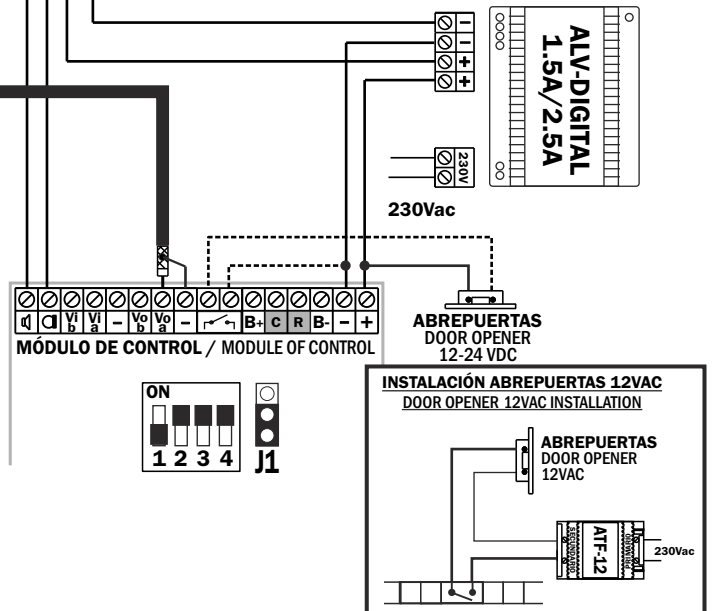 −
−
+
+
ALV-DIGITAL
1.5A/2.5A
230V
230Vac
Vi b
Vi a
−
Vo b
Vo a
−
B+
C
R
B-
−
+
MÓDULO DE CONTROL / MODULE OF CONTROL
ABREPUERTAS
DOOR OPENER
12-24 VDC
ON
1 2 3 4
J1
INSTALACIÓN ABREPUERTAS 12VAC
DOOR OPENER 12VAC INSTALLATION
ABREPUERTAS
DOOR OPENER
12VAC
SECUNDARIO
ATF-12
PRIMARIO
230Vac